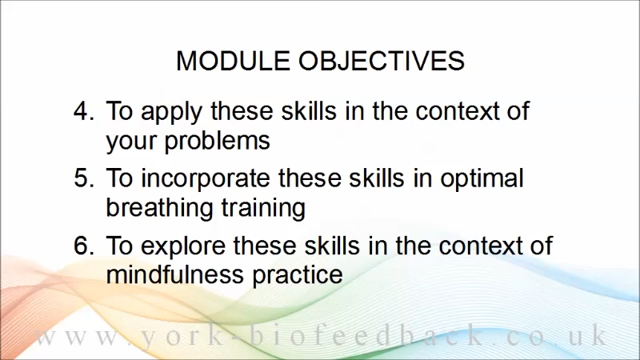 MODULE OBJECTIVES
4. To apply these skills in the context of
your problems
5. To incorporate these skills in optimal
breathing training
6. To explore these skills in the context of
mindfulness practice
www.york-biofeedback.co.uk